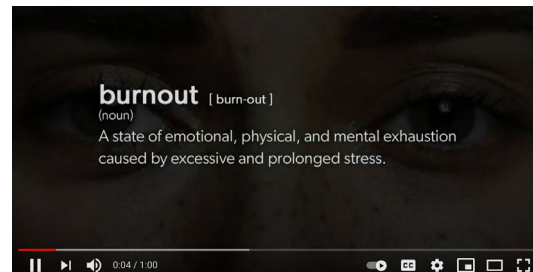 burnout [ burn-out ]
(noun)
A state of emotional, physical, and mental exhaustion
caused by excessive and prolonged stress.
0:04 / 1:00
CC